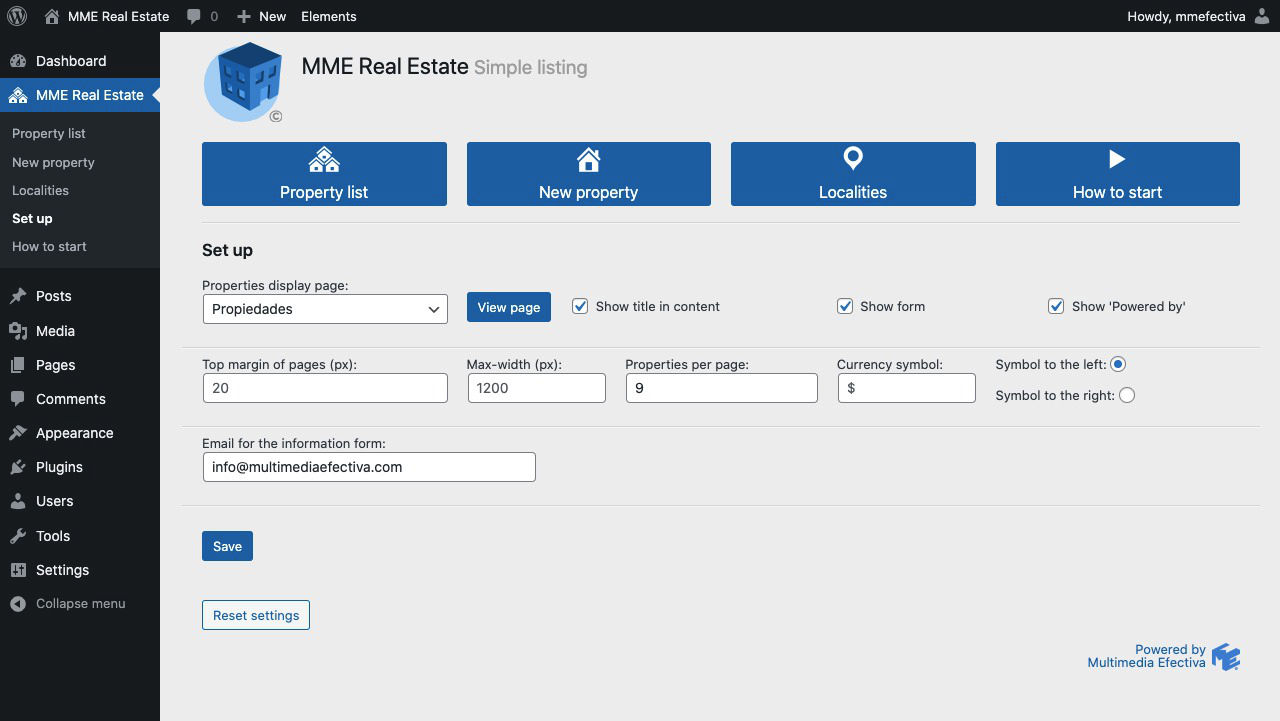 MME Real Estate 0 New Elements Howdy, mmefectiva
Dashboard
MME Real Estate
Property list
New property
Localities
Set up
How to start
Posts
Media
Pages
Comments
Appearance
Plugins
Users
Tools
Settings
Collapse menu
MME Real Estate Simple listing
©
Property list New property Localities How to start
Set up
Properties display page:
Propiedades View page Show title in content Show form Show 'Powered by'
Top margin of pages (px): Max-width (px): Properties per page: Currency symbol: Symbol to the left:
20 1200 9 $ Symbol to the right:
Email for the information form:
info@multimediaefectiva.com
Save
Reset settings
Powered by
Multimedia Efectiva